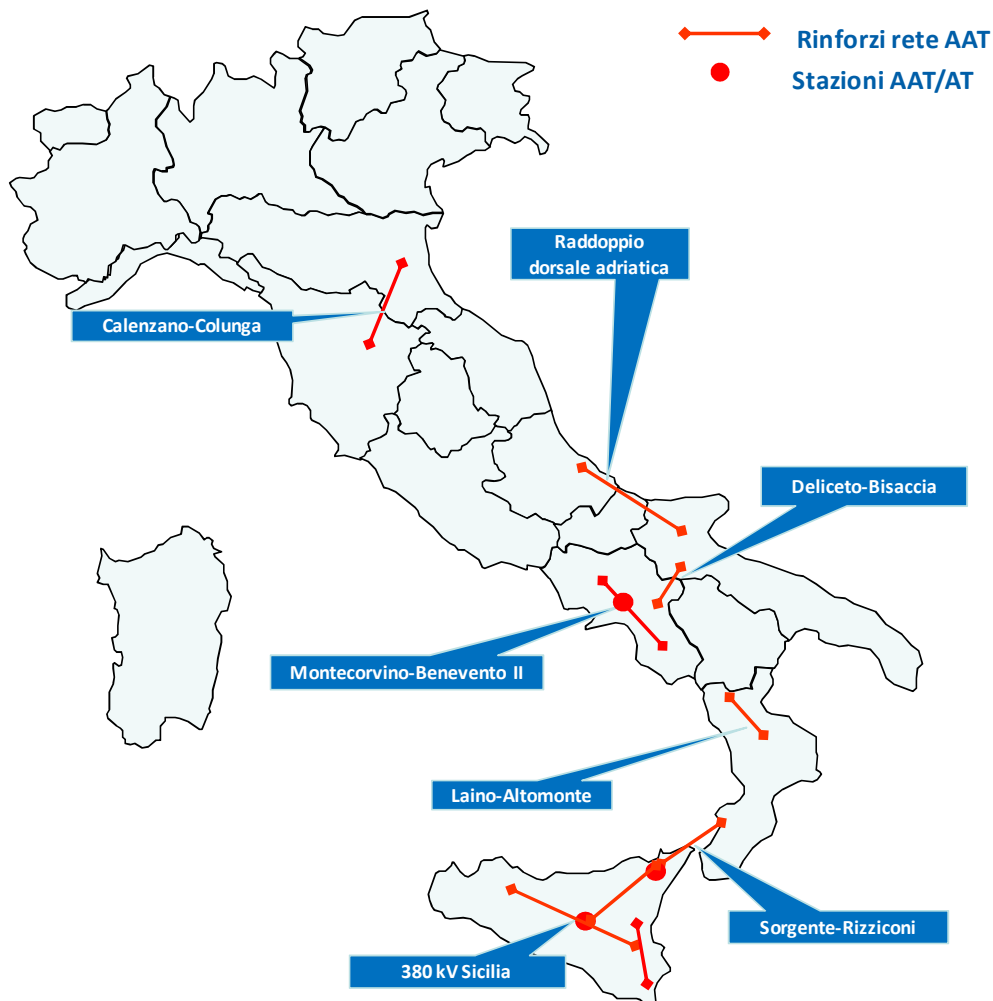 Rinforzi rete AAT
Stazioni AAT/AT
Raddoppio
dorsale adriatica
Calenzano-Colunga
Deliceto-Bisaccia
Montecorvino-Benevento II
Laino-Altomonte
Sorgente-Rizziconi
380 kV Sicilia